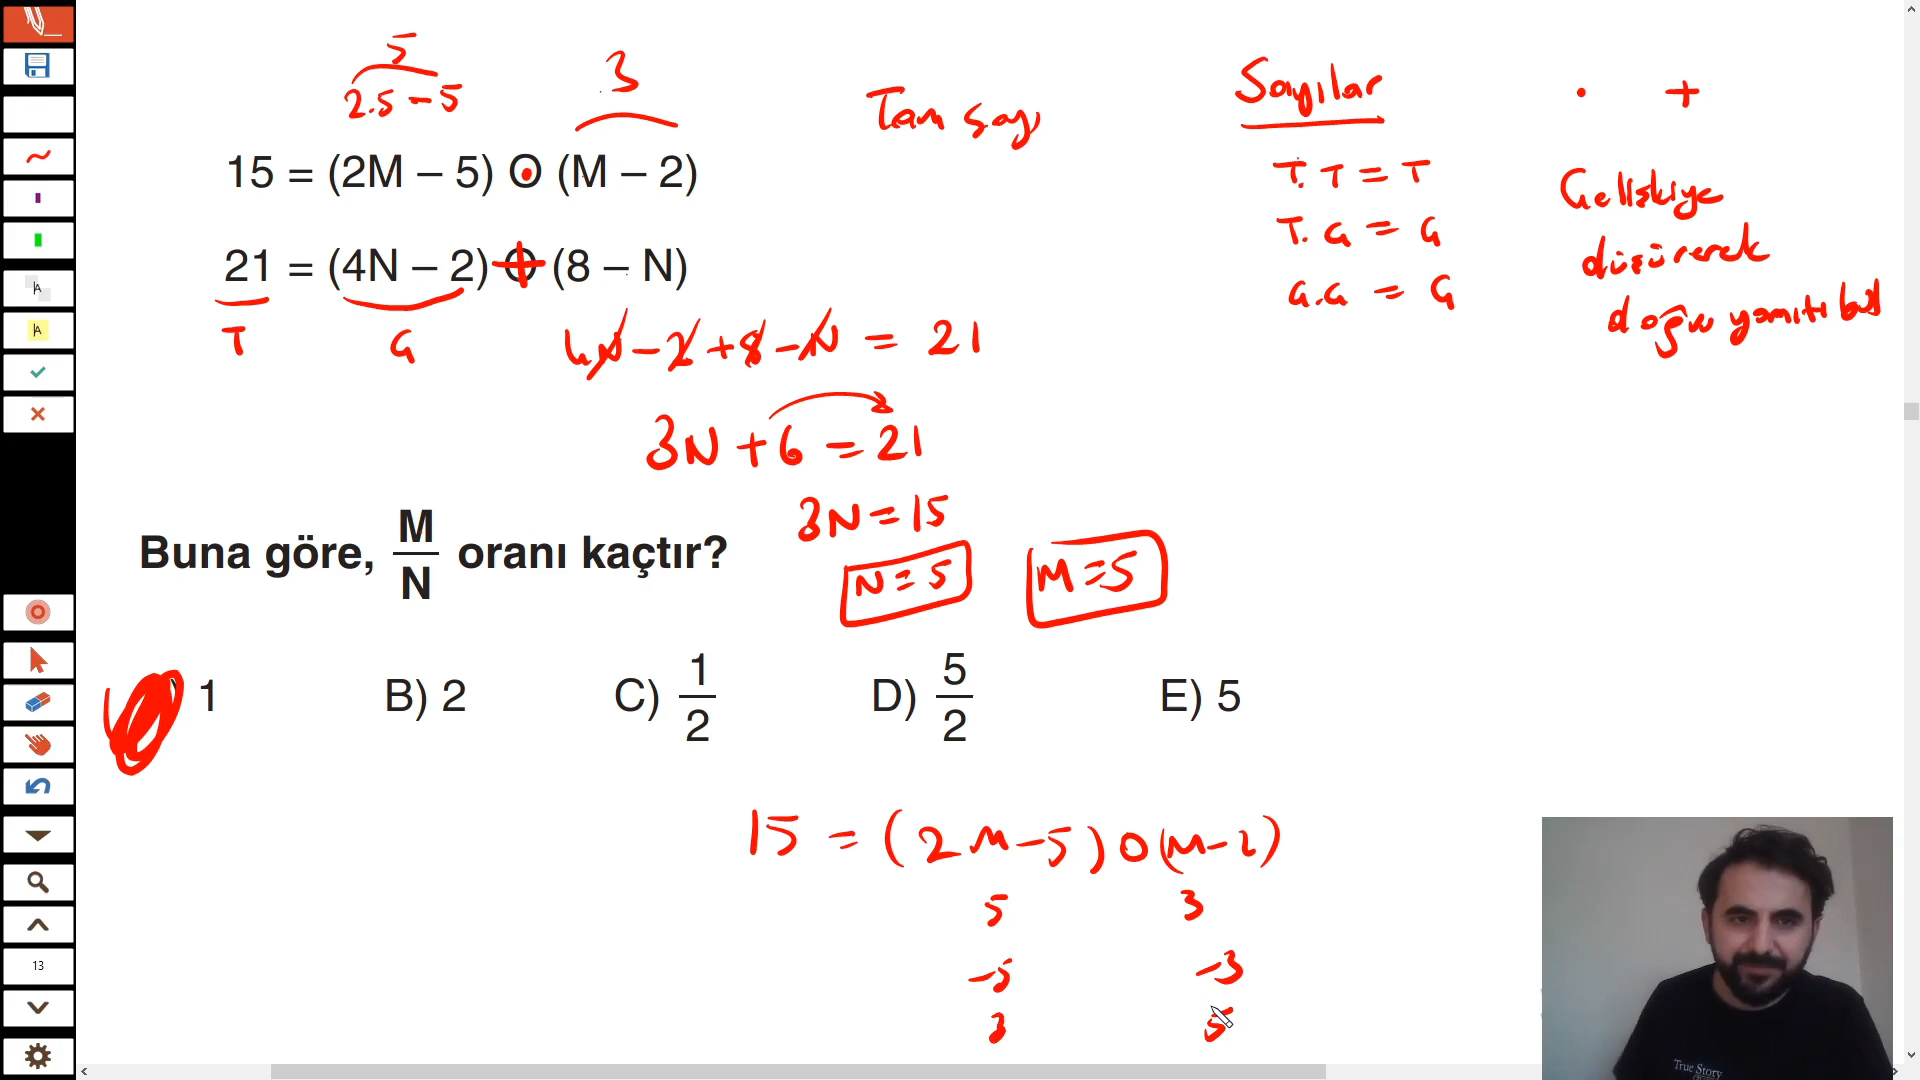 5
2.5 – 5
3
15 = (2M – 5) O (M – 2)
21 = (4N – 2) O (8 – N)
T
G
4N – 2 + 8 – N = 21
3N + 6 = 21
3N = 15
N = 5
M = 5
Tam sayı
Sayılar
T. T = T
T. G = G
G.G = G
. +
Çelişkiye
düşürerek
doğru yanıtı bul
Buna göre, M/N oranı kaçtır?
) 1
B) 2
C) 1/2
D) 5/2
E) 5
15 = (2M – 5) O (M – 2)
5 3
–5 –3
3 5
13
True Story